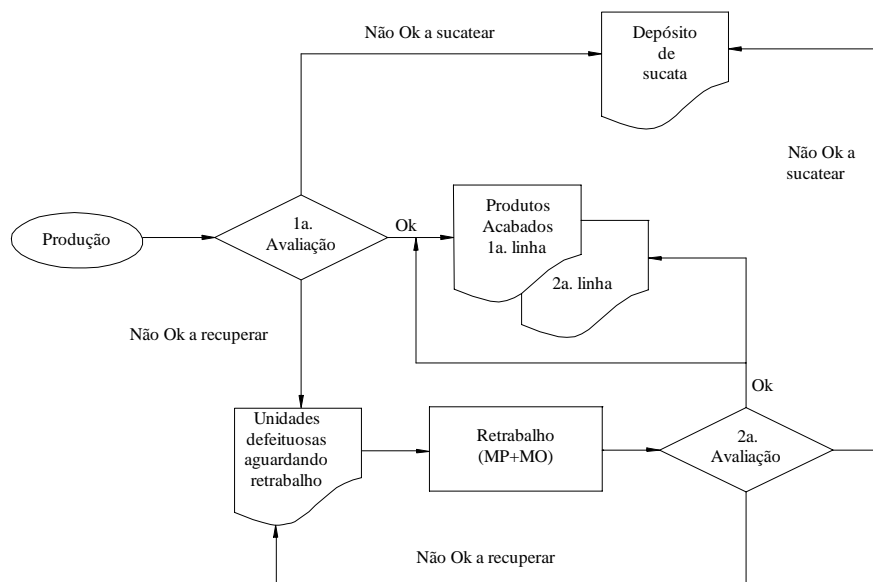 Não Ok a sucatear
Depósito
de
sucata
Não Ok a
sucatear
Produção
1a.
Avaliação
Ok
Produtos
Acabados
1a. linha
2a. linha
Não Ok a recuperar
Ok
Unidades
defeituosas
aguardando
retrabalho
Retrabalho
(MP+MO)
2a.
Avaliação
Não Ok a recuperar